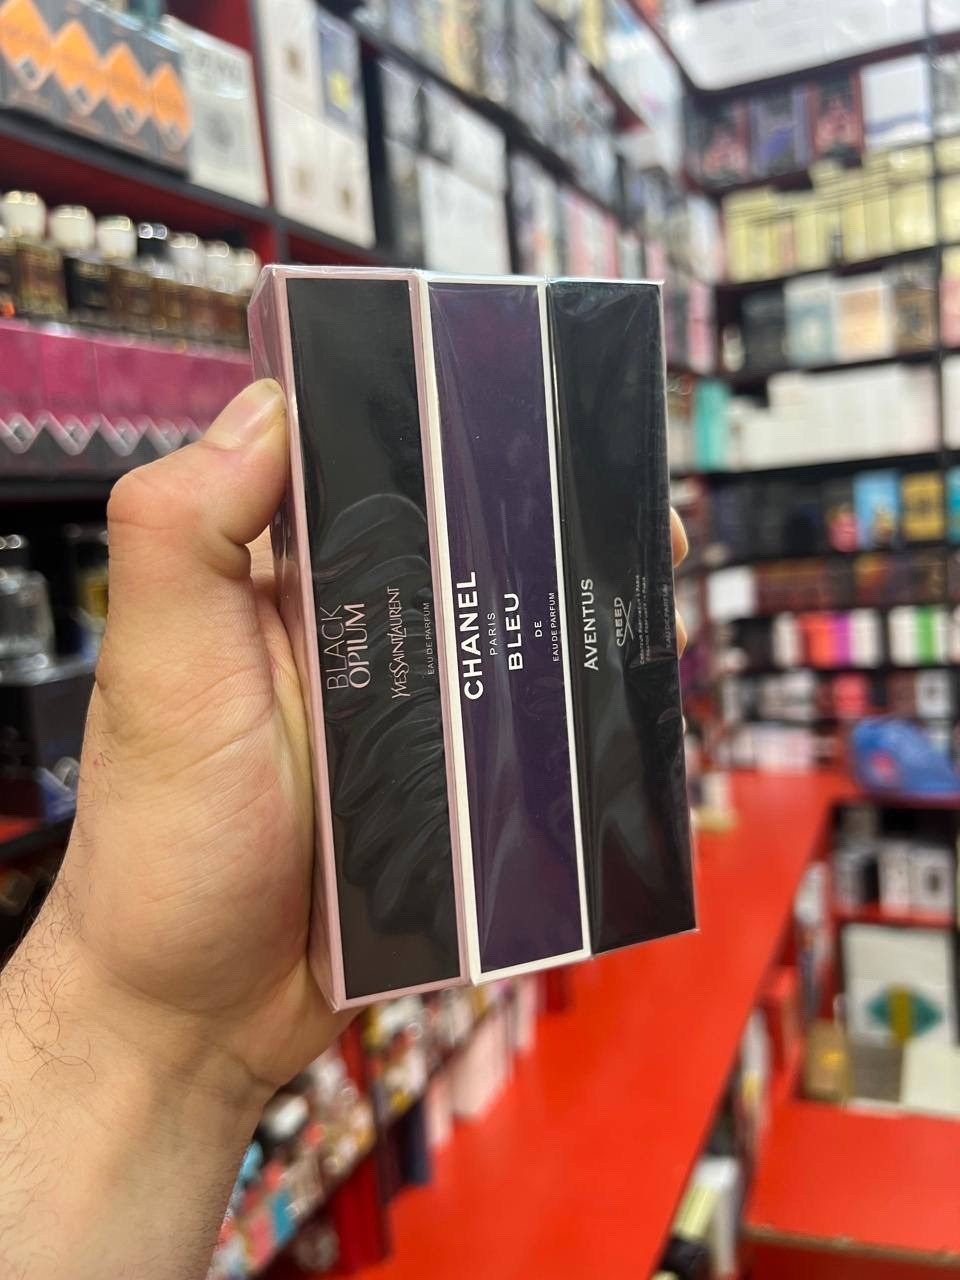 BLACK
OPIUM
YVESSAINTLAURENT
EAU DE PARFUM
CHANEL
PARIS
BLEU
DE
EAU DE PARFUM
AVENTUS
CREED